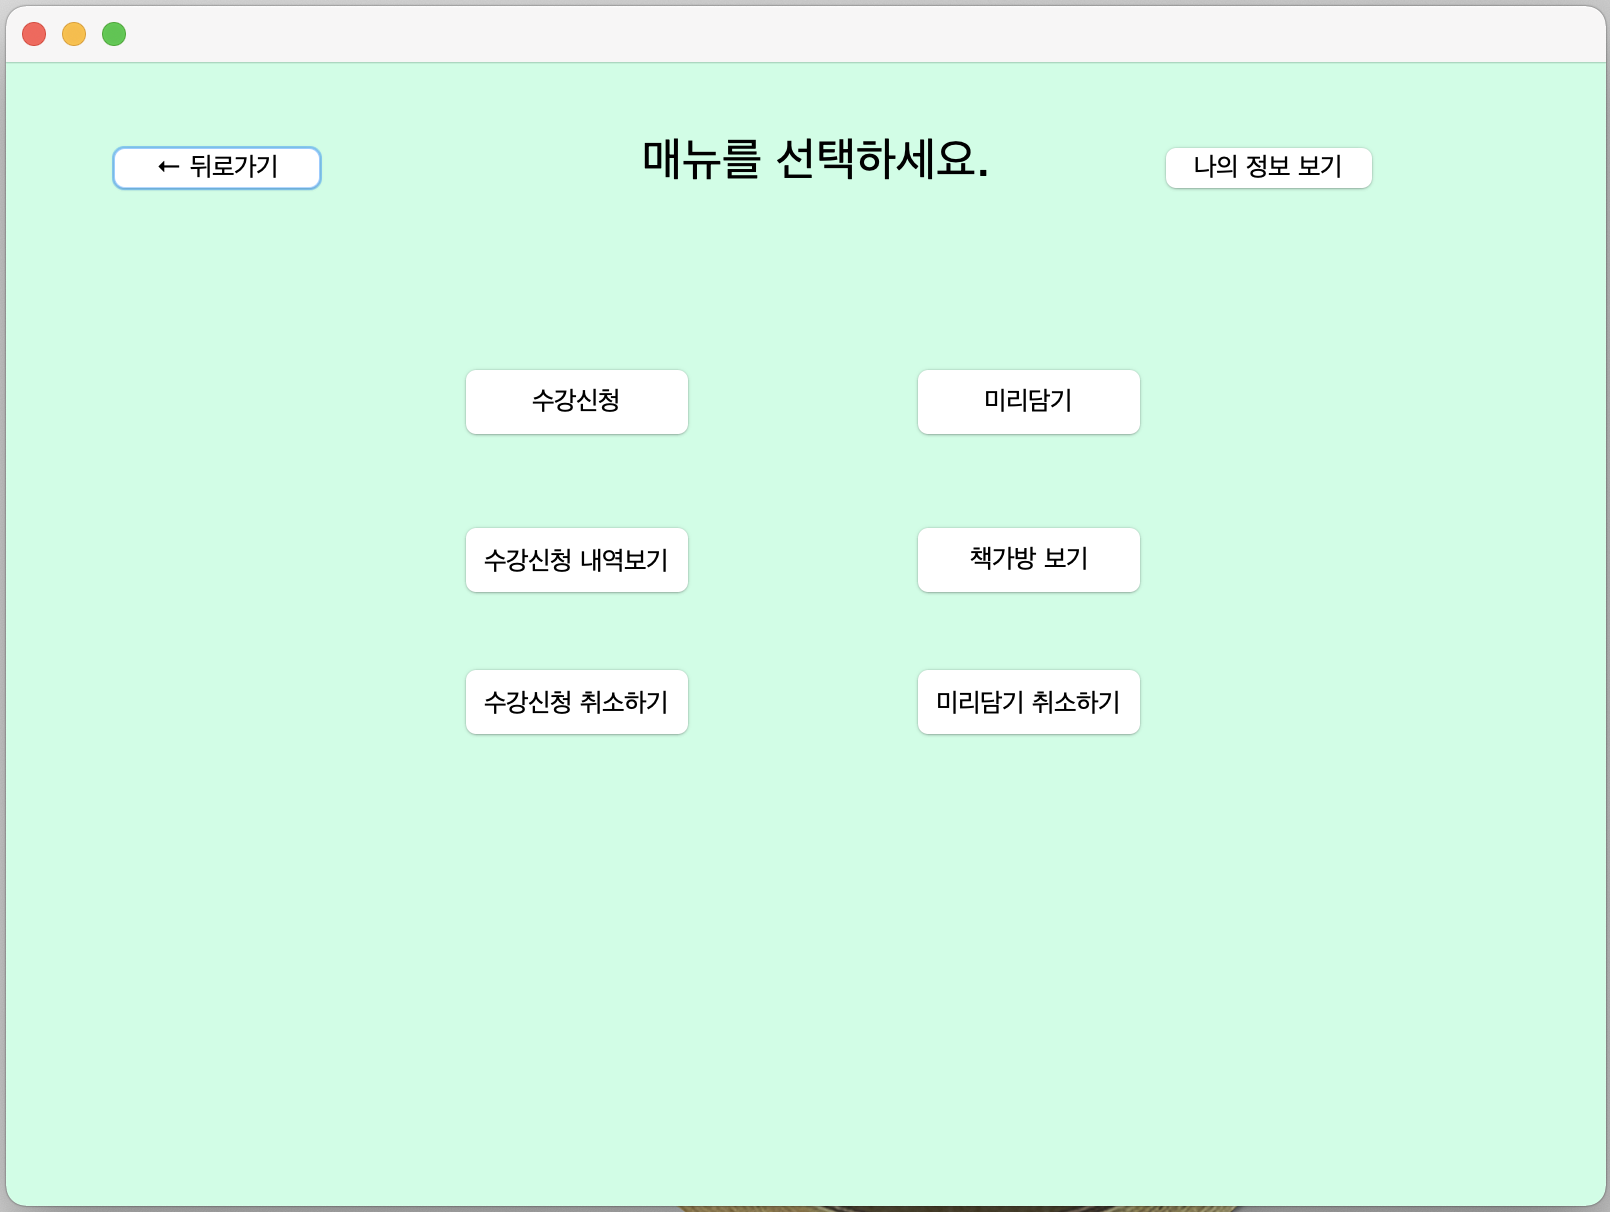 ← 뒤로가기
매뉴를 선택하세요.
나의 정보 보기
수강신청
미리담기
수강신청 내역보기
책가방 보기
수강신청 취소하기
미리담기 취소하기